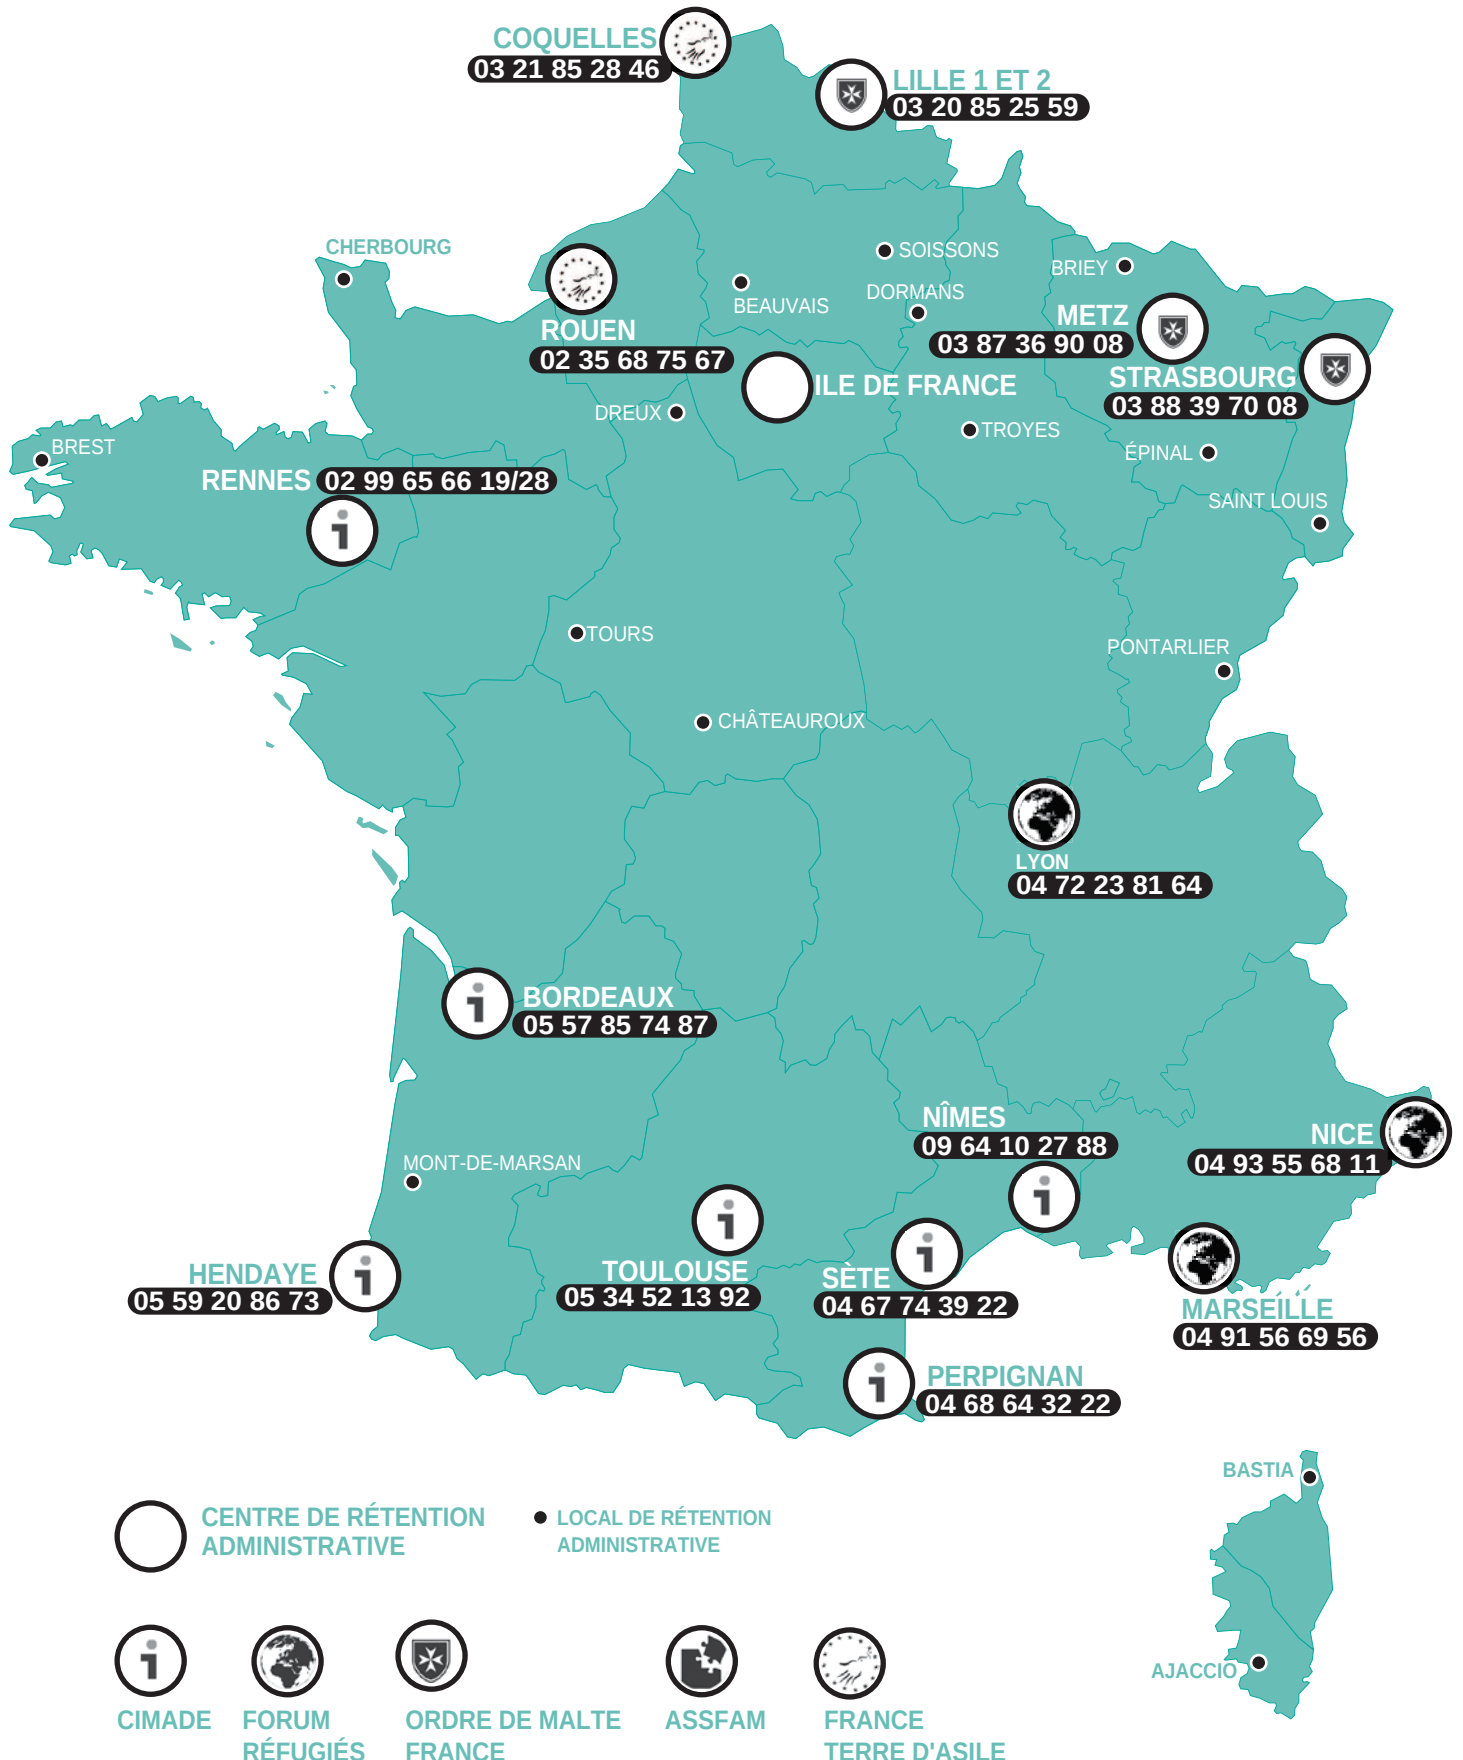 COQUELLES
03 21 85 28 46
LILLE 1 ET 2
03 20 85 25 59
CHERBOURG
SOISSONS
BRIEY
BEAUVAIS
DORMANS
ROUEN
02 35 68 75 67
METZ
03 87 36 90 08
STRASBOURG
03 88 39 70 08
ILE DE FRANCE
DREUX
TROYES
BREST
ÉPINAL
RENNES 02 99 65 66 19/28
SAINT LOUIS
TOURS
PONTARLIER
CHÂTEAUROUX
LYON
04 72 23 81 64
BORDEAUX
05 57 85 74 87
NÎMES
09 64 10 27 88
NICE
04 93 55 68 11
MONT-DE-MARSAN
HENDAYE
05 59 20 86 73
TOULOUSE
05 34 52 13 92
SÈTE
04 67 74 39 22
MARSEILLE
04 91 56 69 56
PERPIGNAN
04 68 64 32 22
BASTIA
AJACCIO
CENTRE DE RÉTENTION
ADMINISTRATIVE
LOCAL DE RÉTENTION
ADMINISTRATIVE
CIMADE
FORUM
RÉFUGIÉS
ORDRE DE MALTE
FRANCE
ASSFAM
FRANCE
TERRE D'ASILE